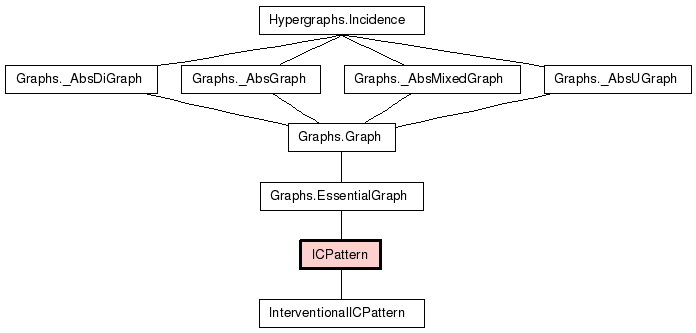 Hypergraphs.Incidence
Graphs._AbsDiGraph
Graphs._AbsGraph
Graphs._AbsMixedGraph
Graphs._AbsUGraph
Graphs.Graph
Graphs.EssentialGraph
ICPattern
InterventionalICPattern